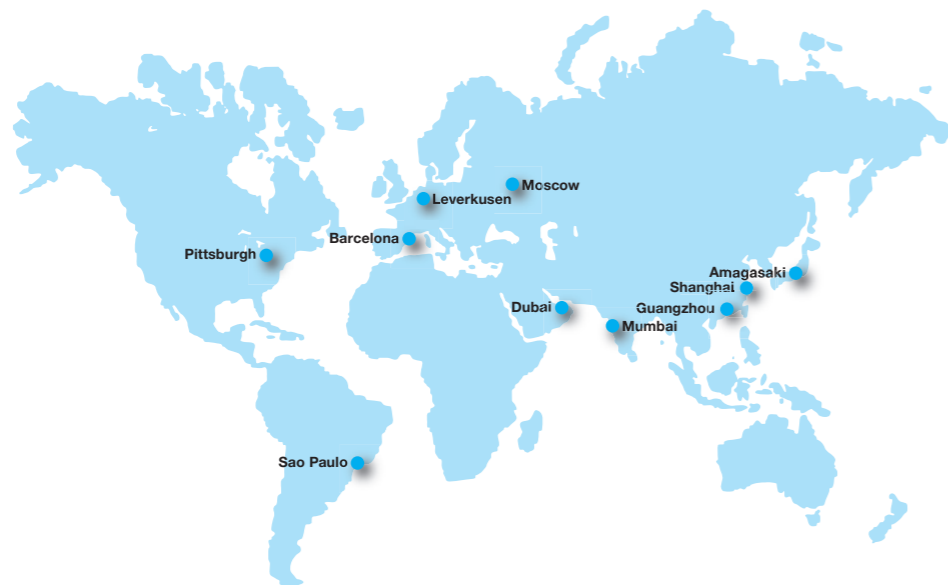 Moscow
Leverkusen
Barcelona
Pittsburgh
Amagasaki
Shanghai
Dubai
Guangzhou
Mumbai
Sao Paulo